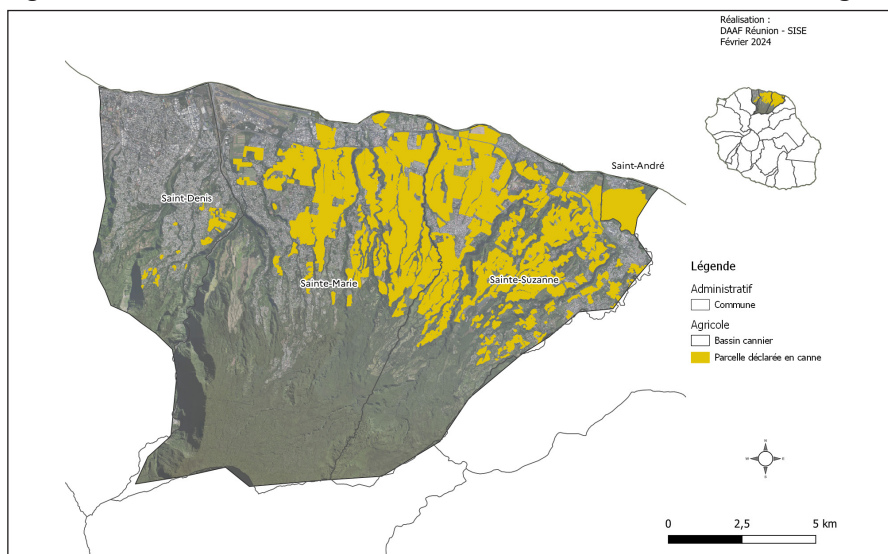 Réalisation :
DAAF Réunion - SISE
Février 2024
Saint-André
Saint-Denis
Sainte-Marie
Sainte-Suzanne
Légende
Administratif
Commune
Agricole
Bassin cannier
Parcelle déclarée en canne
0 2,5 5 km